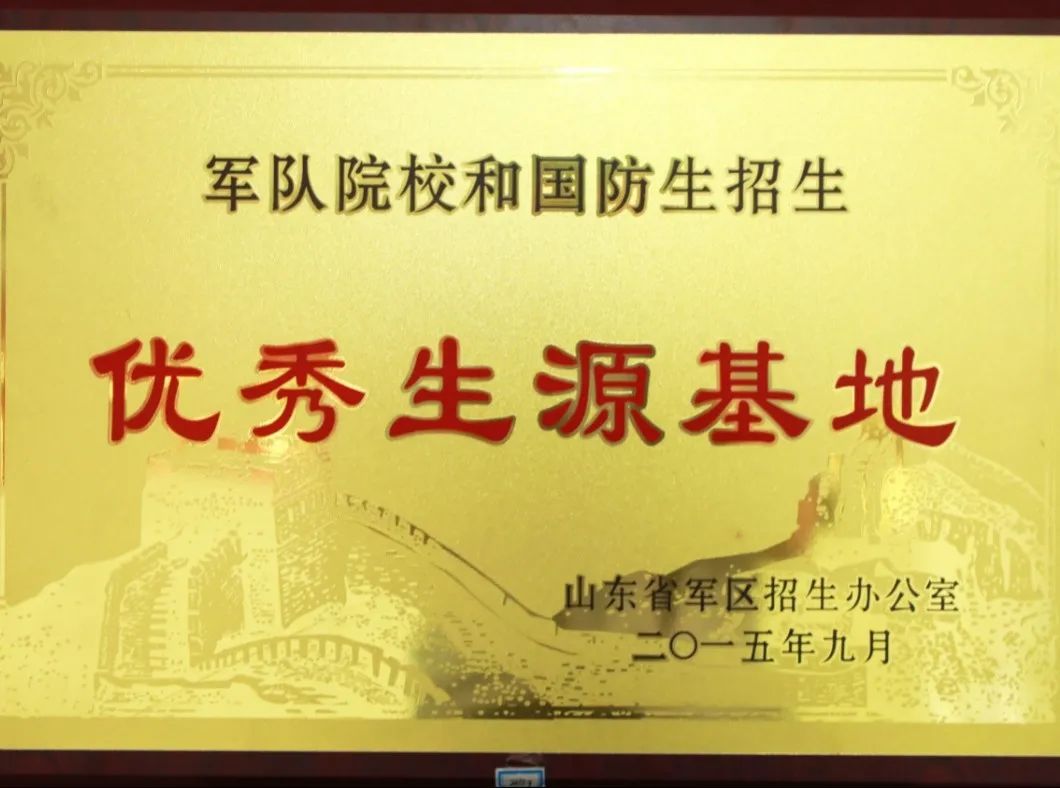 军队院校和国防生招生
优秀生源基地
山东省军区招生办公室
二〇一五年九月